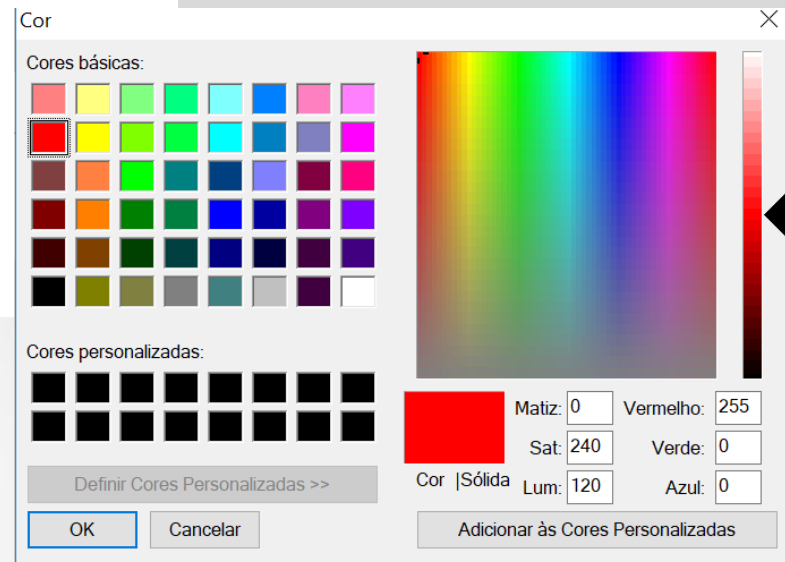 Cor
Cores básicas:
Cores personalizadas:
Definir Cores Personalizadas >>
OK Cancelar
Cor |Sólida
Matiz: 0 Vermelho: 255
Sat: 240 Verde: 0
Lum: 120 Azul: 0
Adicionar às Cores Personalizadas